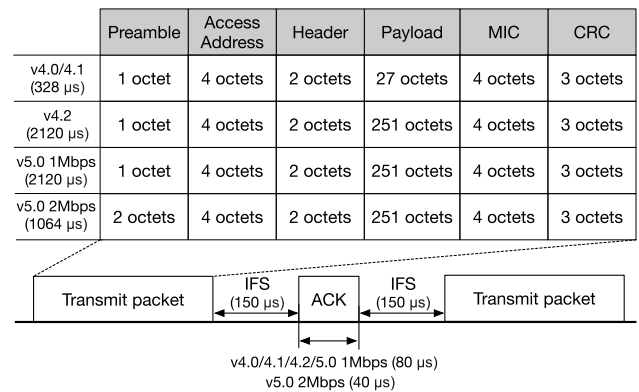 Preamble Access Address Header Payload MIC CRC
v4.0/4.1 (328 μs) 1 octet 4 octets 2 octets 27 octets 4 octets 3 octets
v4.2 (2120 μs) 1 octet 4 octets 2 octets 251 octets 4 octets 3 octets
v5.0 1Mbps (2120 μs) 1 octet 4 octets 2 octets 251 octets 4 octets 3 octets
v5.0 2Mbps (1064 μs) 2 octets 4 octets 2 octets 251 octets 4 octets 3 octets
Transmit packet IFS (150 μs) ACK IFS (150 μs) Transmit packet
v4.0/4.1/4.2/5.0 1Mbps (80 μs)
v5.0 2Mbps (40 μs)